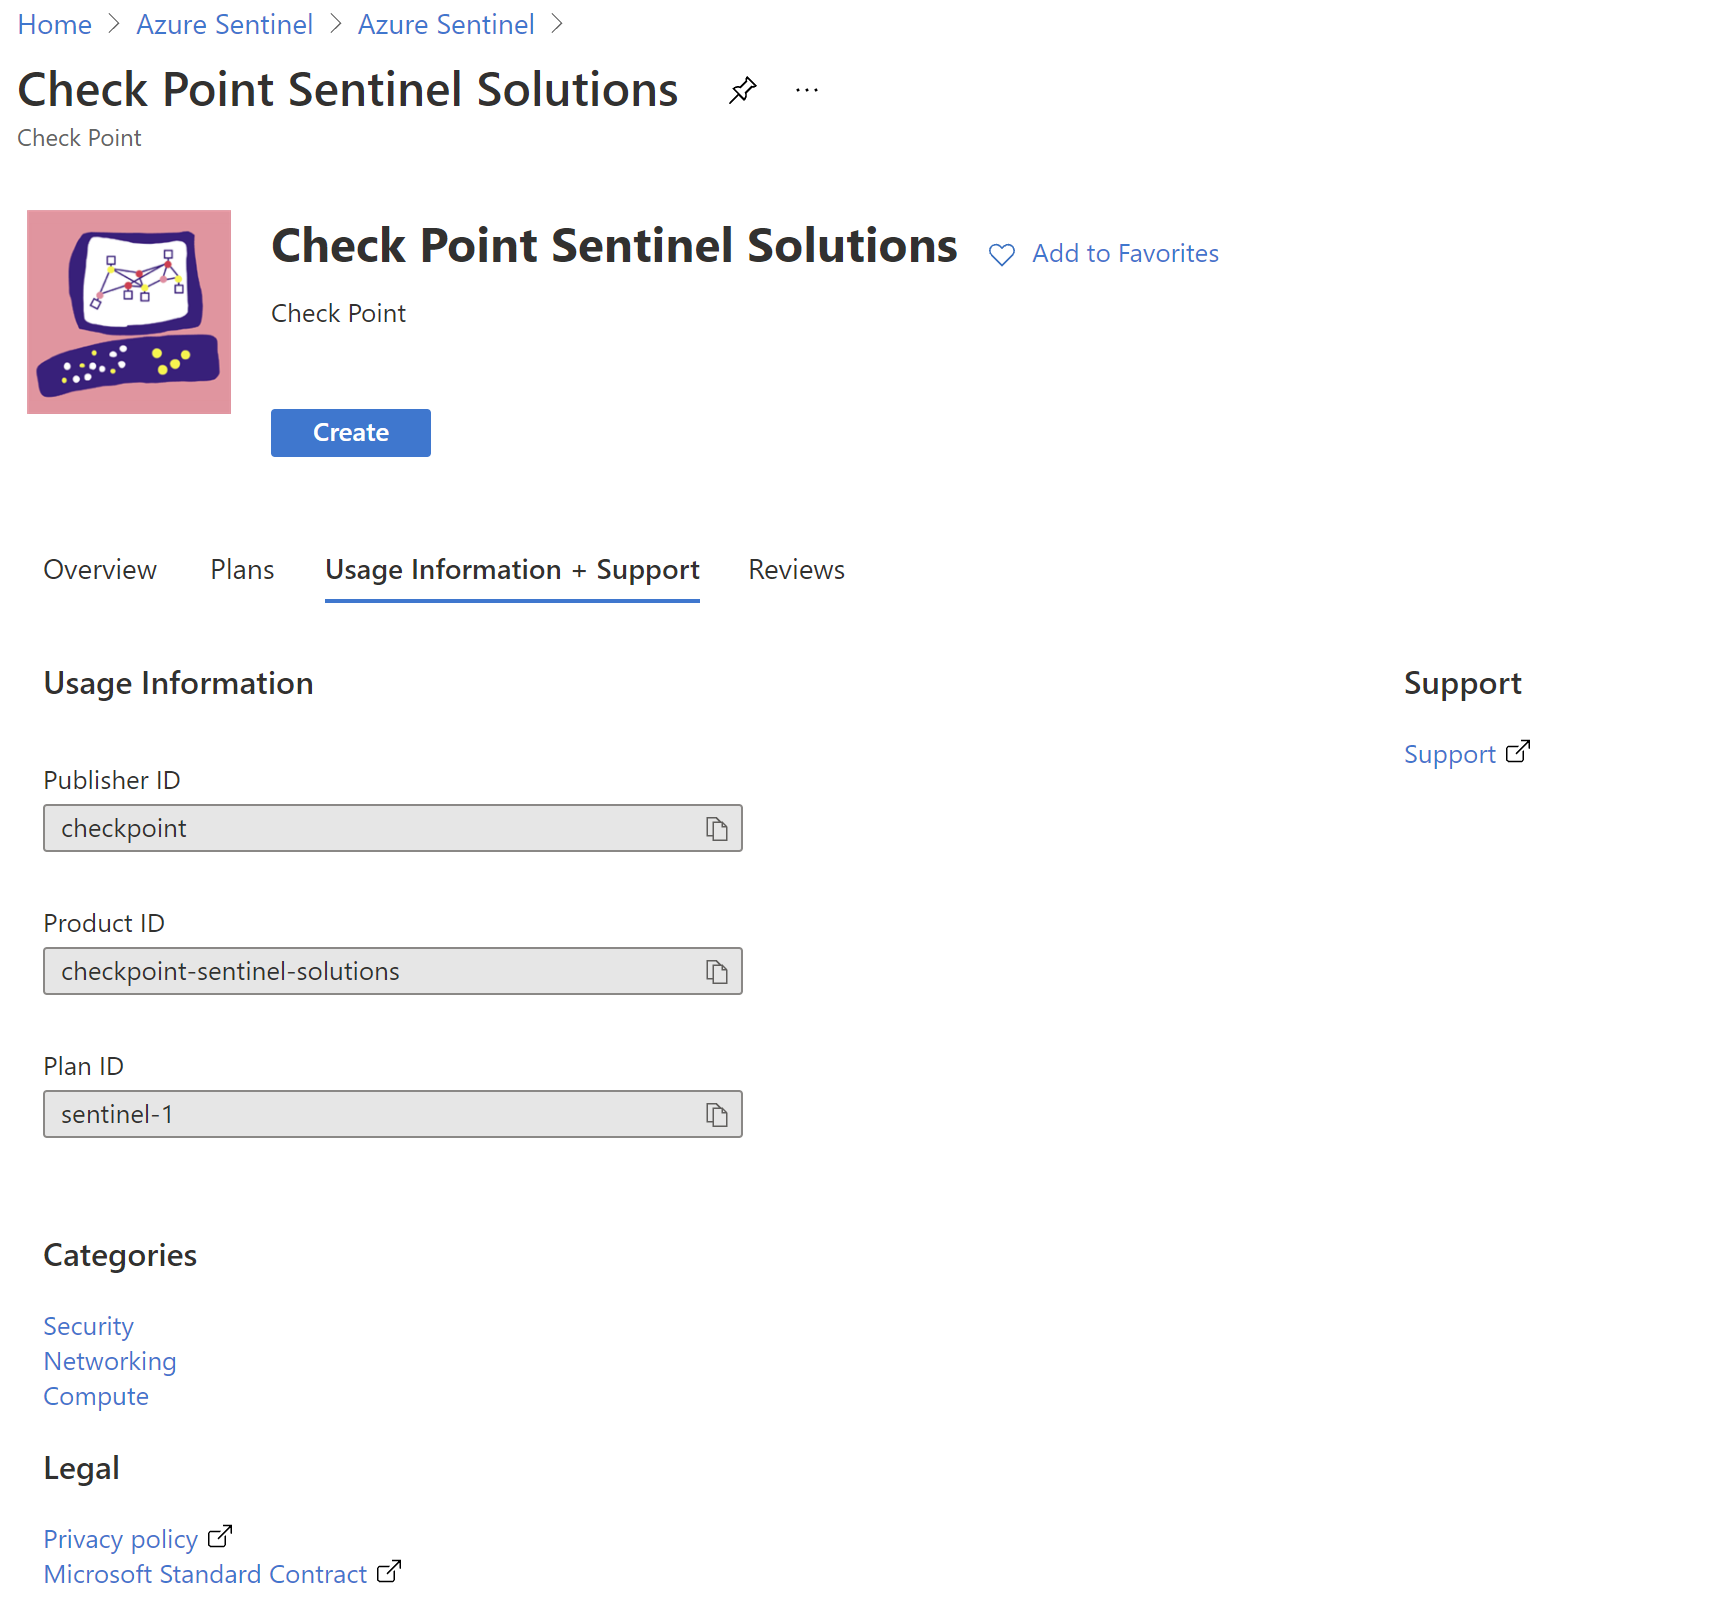 Home > Azure Sentinel > Azure Sentinel >
Check Point Sentinel Solutions ...
Check Point
Check Point Sentinel Solutions Add to Favorites
Check Point
Create
Overview Plans Usage Information + Support Reviews
Usage Information
Publisher ID
checkpoint
Product ID
checkpoint-sentinel-solutions
Plan ID
sentinel-1
Categories
Security
Networking
Compute
Legal
Privacy policy
Microsoft Standard Contract
Support
Support